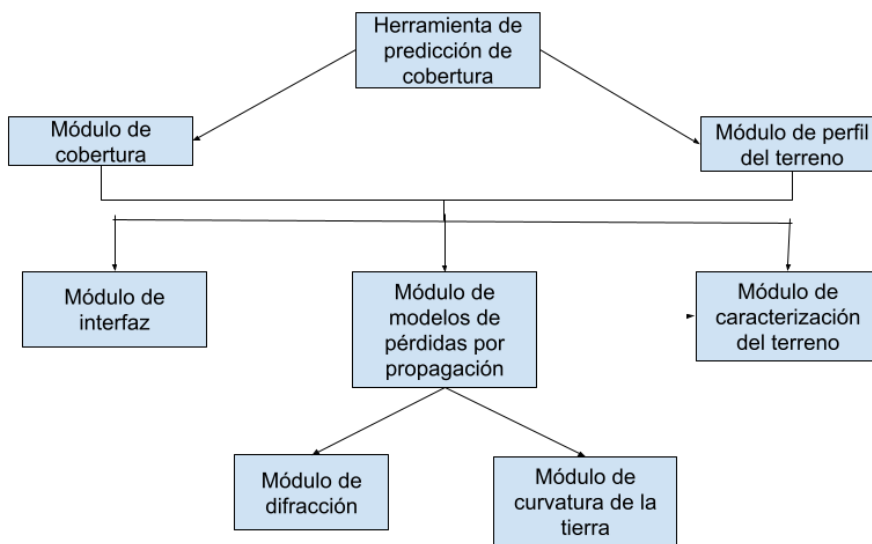 Herramienta de
predicción de
cobertura
Módulo de
cobertura
Módulo de perfil
del terreno
Módulo de
interfaz
Módulo de
modelos de
pérdidas por
propagación
Módulo de
caracterización
del terreno
Módulo de
difracción
Módulo de
curvatura de la
tierra